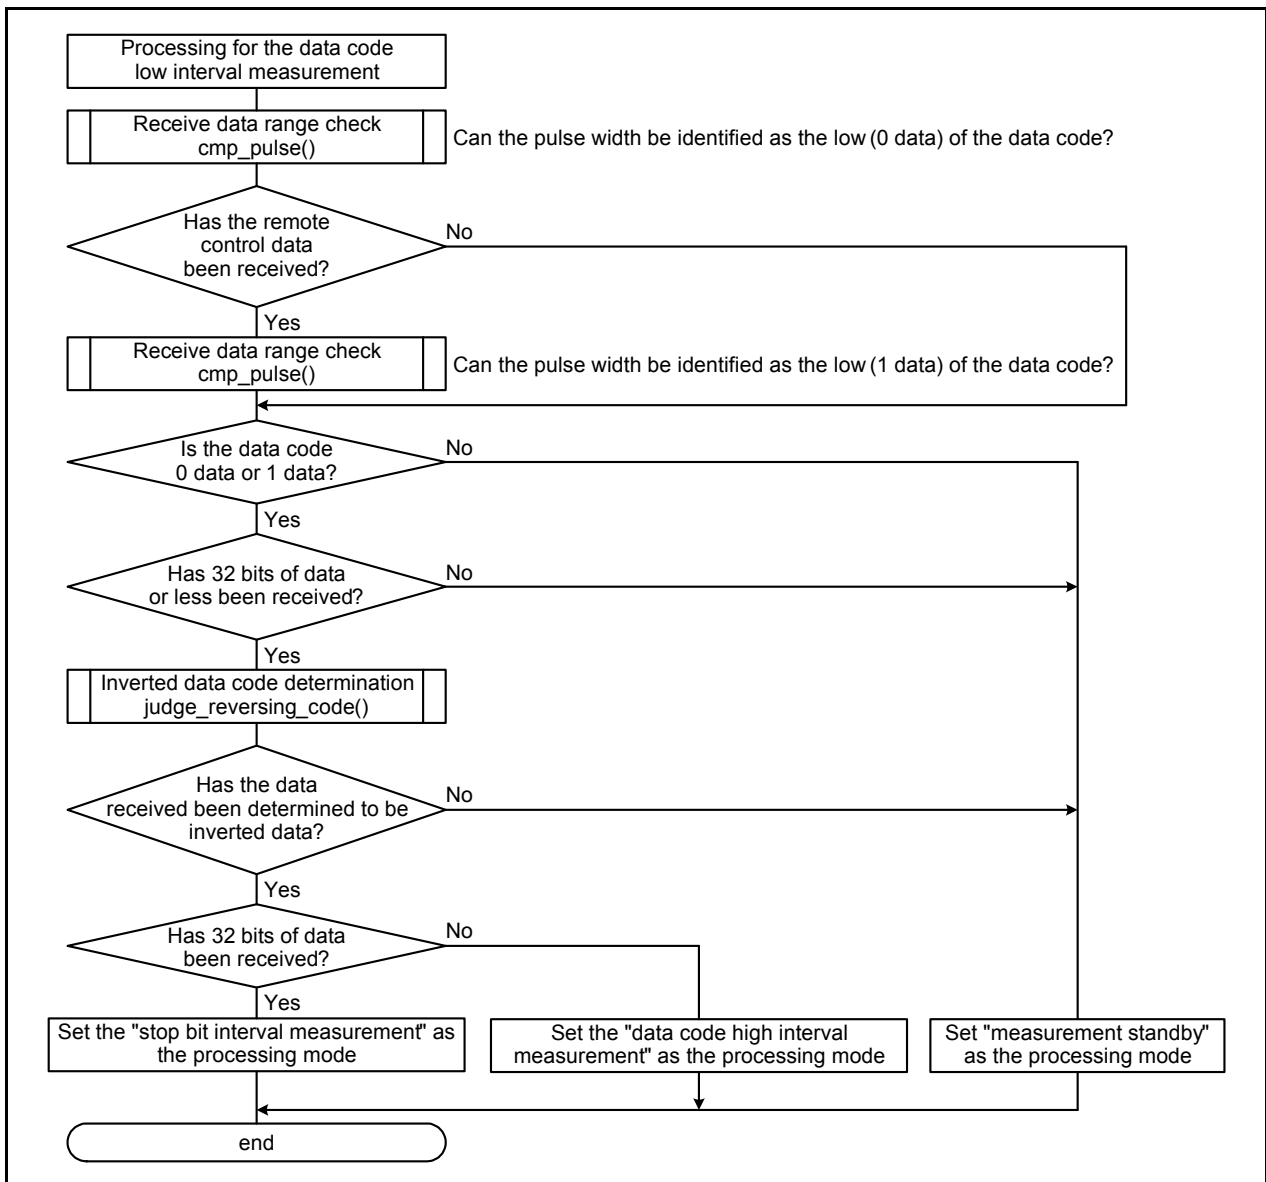 Processing for the data code
low interval measurement
Receive data range check
cmp_pulse()
Can the pulse width be identified as the low (0 data) of the data code?
Has the remote
control data
been received?
No
Yes
Receive data range check
cmp_pulse()
Can the pulse width be identified as the low (1 data) of the data code?
Is the data code
0 data or 1 data?
No
Yes
Has 32 bits of data
or less been received?
No
Yes
Inverted data code determination
judge_reversing_code()
Has the data
received been determined to be
inverted data?
No
Yes
Has 32 bits of data
been received?
No
Yes
Set the "stop bit interval measurement" as
the processing mode
Set the "data code high interval
measurement" as the processing mode
Set "measurement standby"
as the processing mode
end